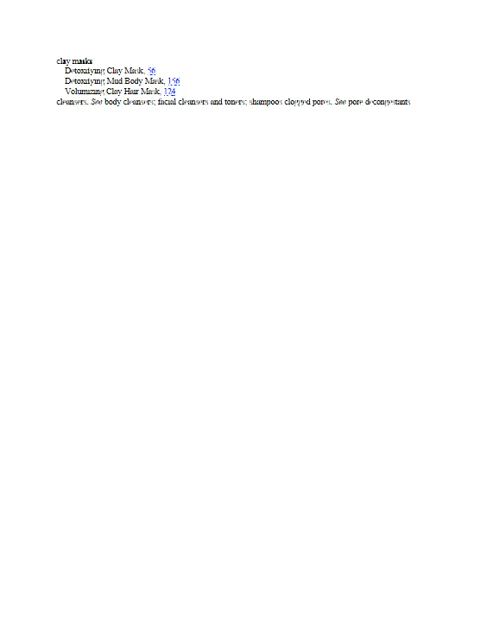 clay masks
Detoxifying Clay Mask, 56
Detoxifying Mud Body Mask, 156
Volumizing Clay Hair Mask, 124
cleansers. See body cleansers; facial cleansers and toners; shampoos clogged pores. See pore decongestants